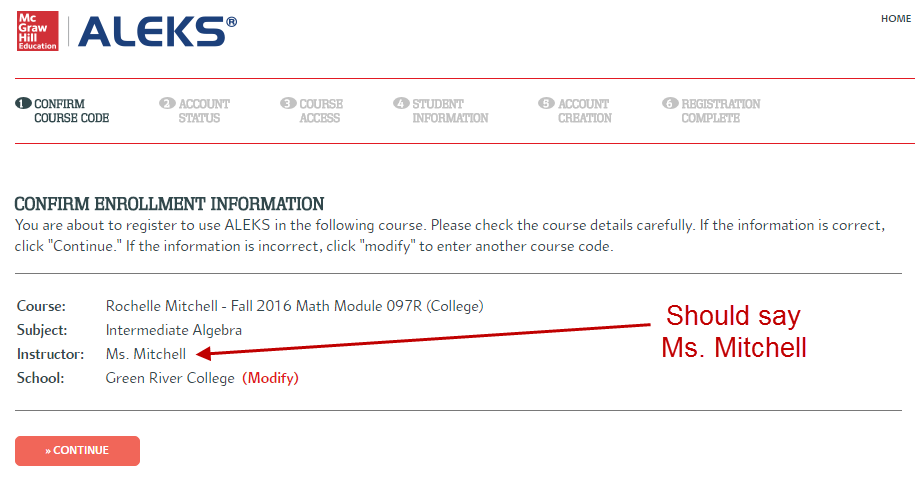 Mc
Graw
Hill
Education
ALEKS®
HOME
1 CONFIRM
COURSE CODE
2 ACCOUNT
STATUS
3 COURSE
ACCESS
4 STUDENT
INFORMATION
5 ACCOUNT
CREATION
6 REGISTRATION
COMPLETE
CONFIRM ENROLLMENT INFORMATION
You are about to register to use ALEKS in the following course. Please check the course details carefully. If the information is correct,
click "Continue." If the information is incorrect, click "modify" to enter another course code.
Course: Rochelle Mitchell - Fall 2016 Math Module 097R (College)
Subject: Intermediate Algebra
Instructor: Ms. Mitchell
School: Green River College (Modify)
Should say
Ms. Mitchell
» CONTINUE